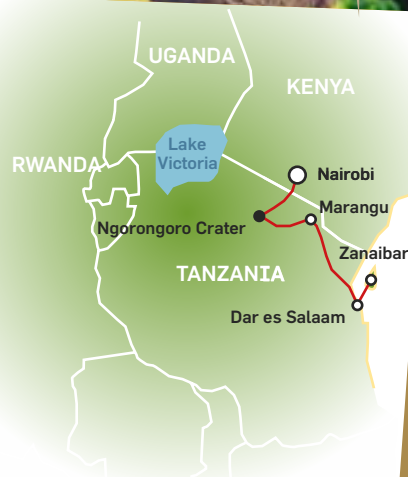 UGANDA
KENYA
Lake
Victoria
RWANDA
Nairobi
Marangu
Ngorongoro Crater
Zanaibar
TANZANIA
Dar es Salaam